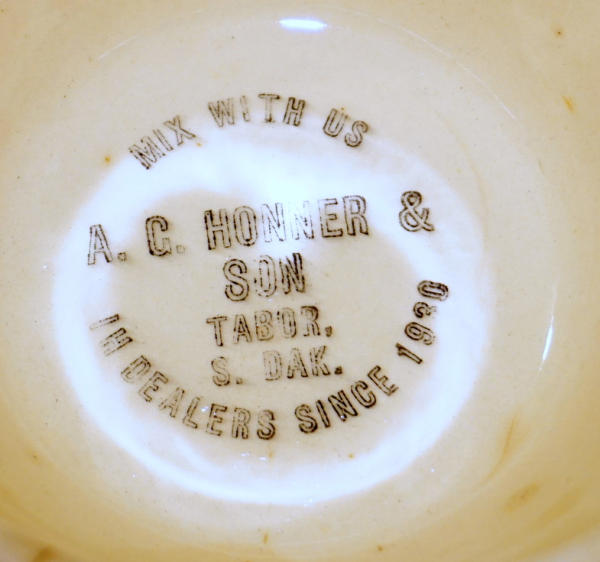 MIX WITH US
A. C. HONNER &
SON
TABOR,
S. DAK.
IH DEALERS SINCE 1930